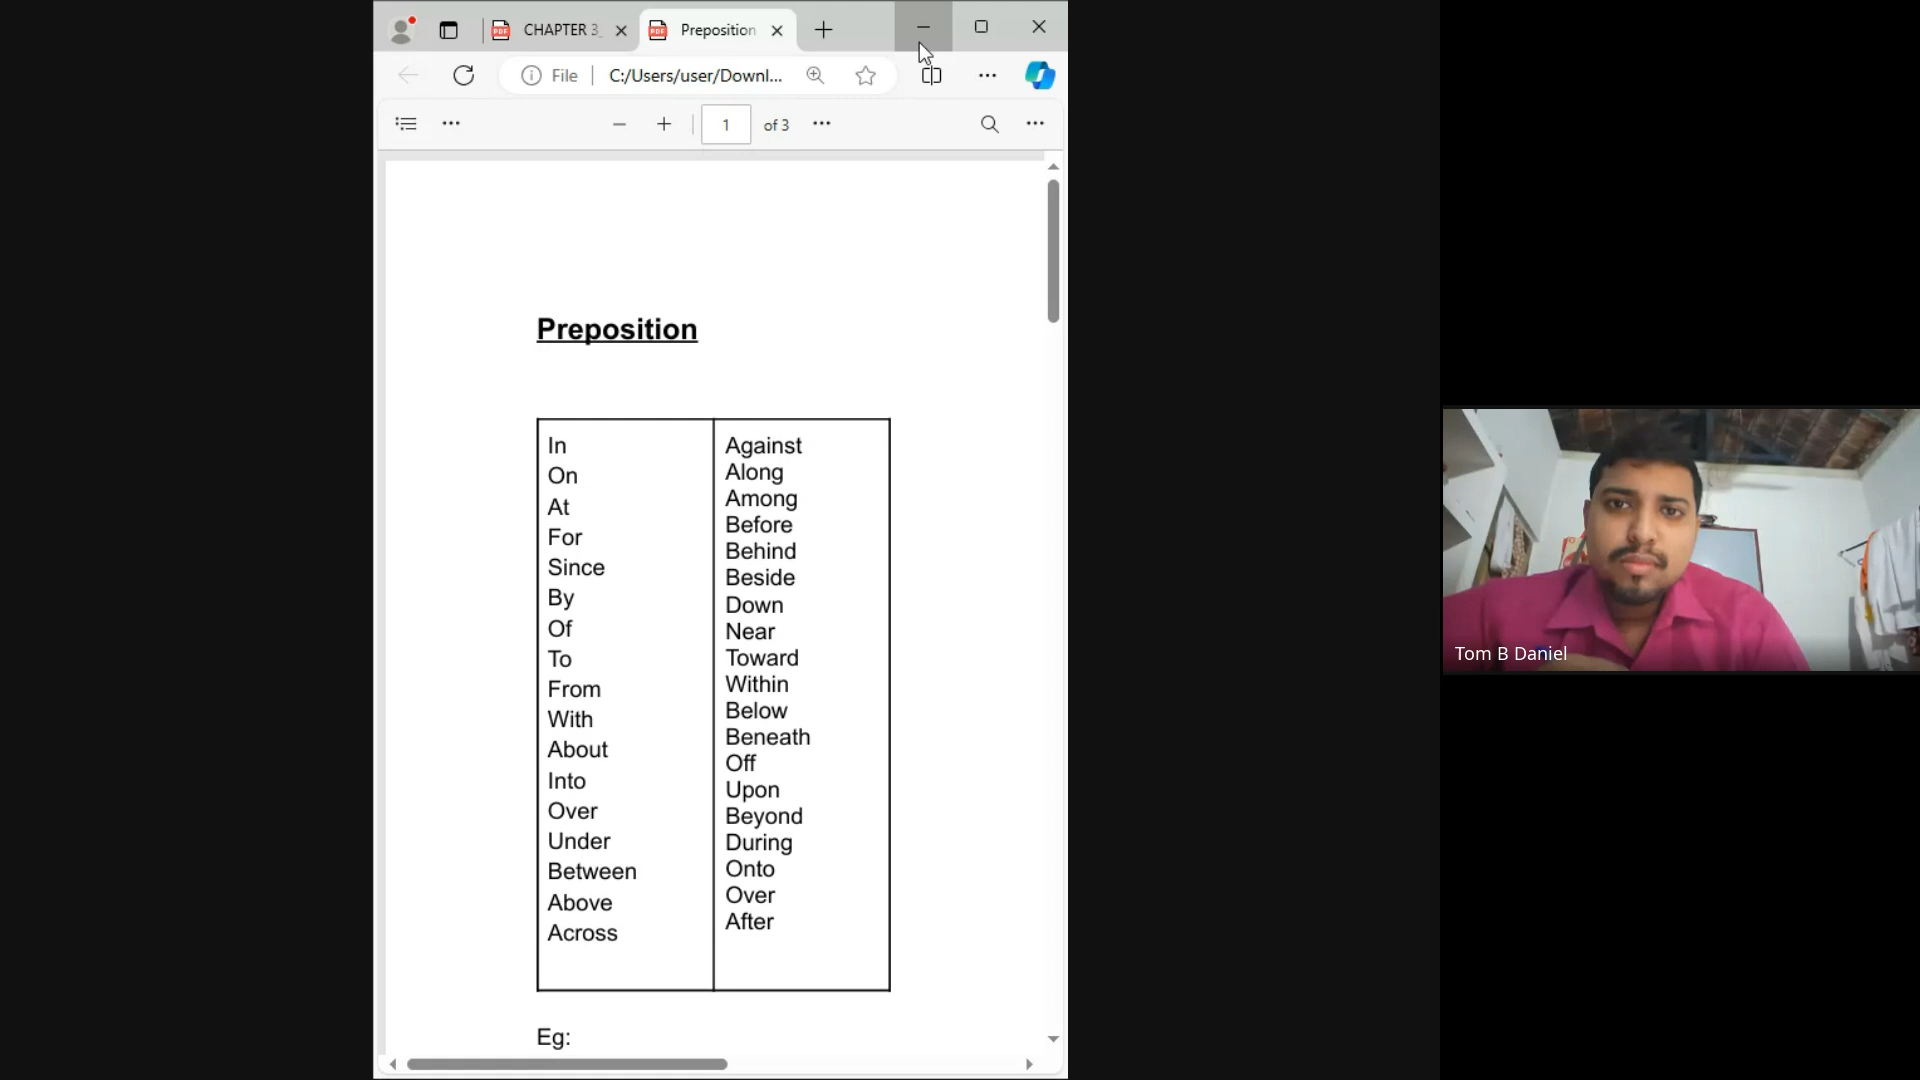 CHAPTER 3
Preposition
File
C:/Users/user/Downl...
1 of 3
Preposition
In
On
At
For
Since
By
Of
To
From
With
About
Into
Over
Under
Between
Above
Across
Against
Along
Among
Before
Behind
Beside
Down
Near
Toward
Within
Below
Beneath
Off
Upon
Beyond
During
Onto
Over
After
Eg:
Tom B Daniel